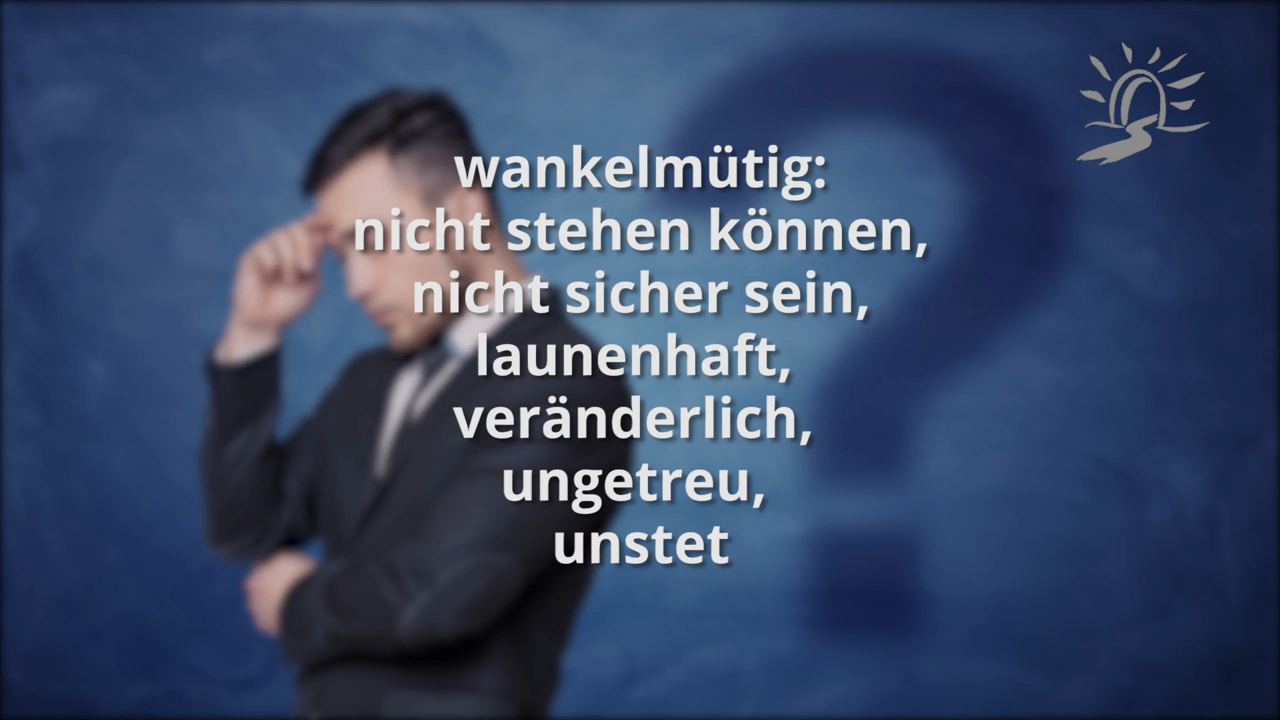 wankelmütig:
nicht stehen können,
nicht sicher sein,
launenhaft,
veränderlich,
ungetreu,
unstet